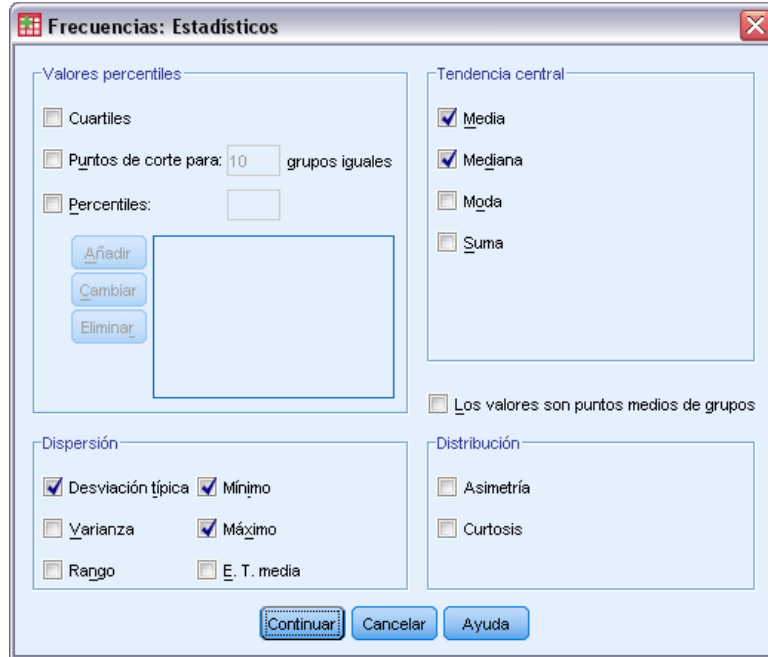 Frecuencias: Estadísticos
Valores percentiles
Cuartiles
Puntos de corte para: 10 grupos iguales
Percentiles:
Añadir
Cambiar
Eliminar
Tendencia central
Media
Mediana
Moda
Suma
Los valores son puntos medios de grupos
Dispersión
Desviación típica Mínimo
Varianza Máximo
Rango E. T. media
Distribución
Asimetría
Curtosis
Continuar Cancelar Ayuda